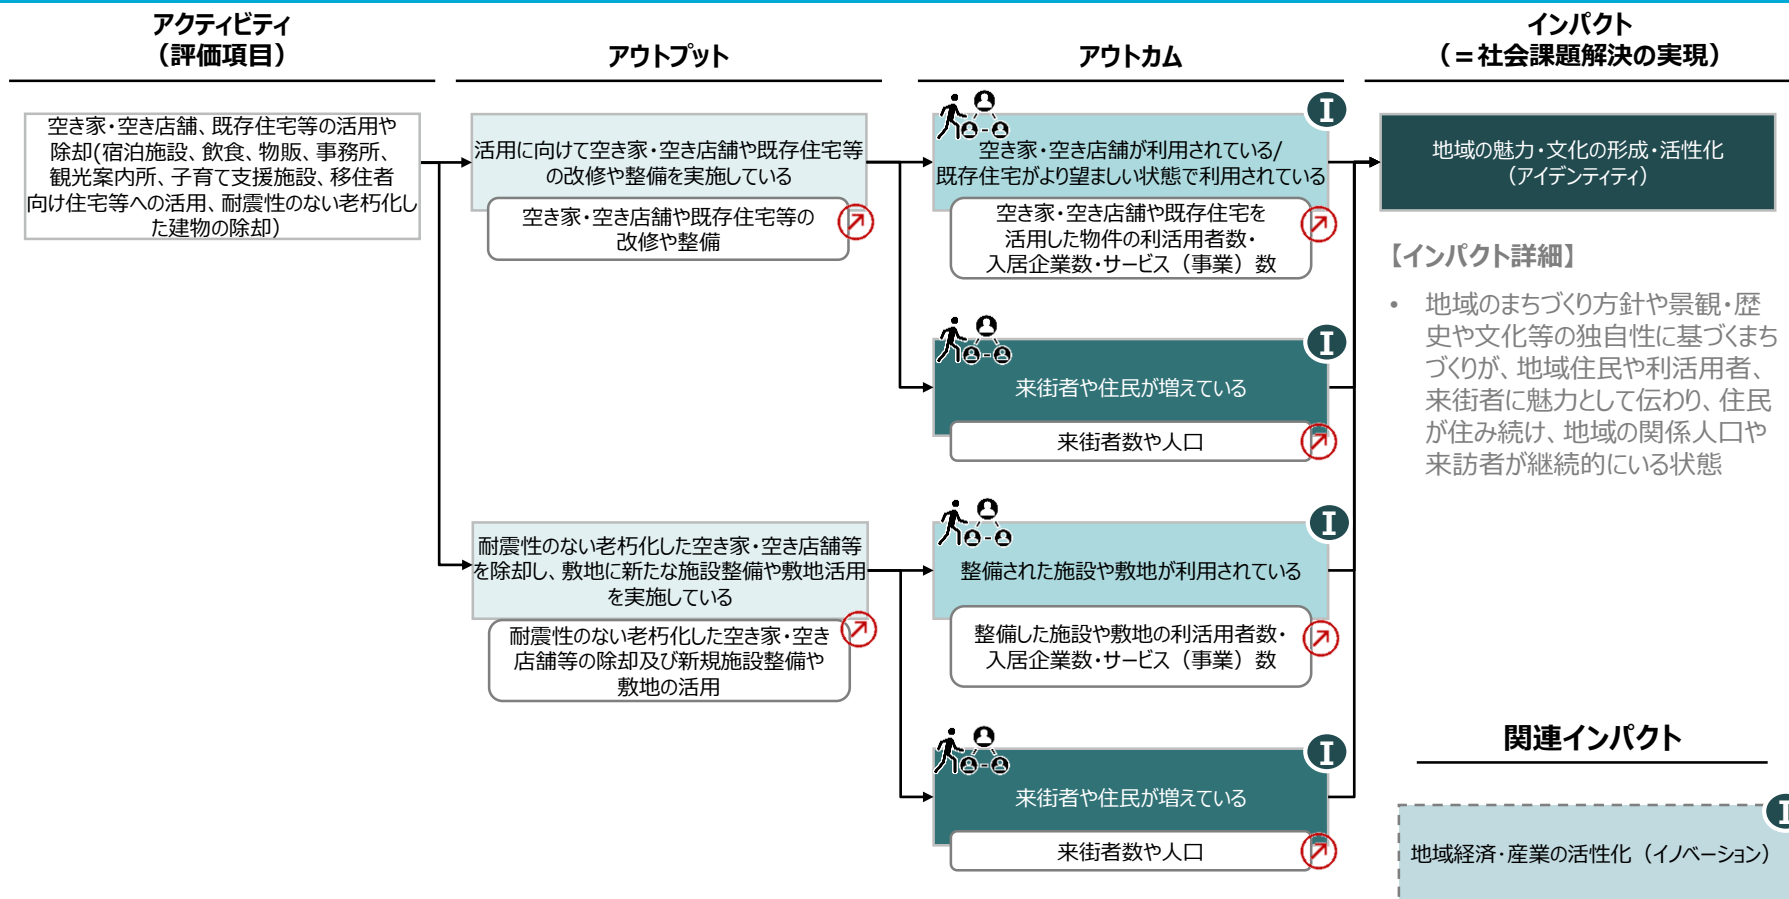 アクティビティ
（評価項目）
アウトプット
アウトカム
インパクト
（＝社会課題解決の実現）
空き家・空き店舗、既存住宅等の活用や
除却(宿泊施設、飲食、物販、事務所、
観光案内所、子育て支援施設、移住者
向け住宅等への活用、耐震性のない老朽化し
た建物の除却)
活用に向けて空き家・空き店舗や既存住宅等
の改修や整備を実施している
空き家・空き店舗や既存住宅等の
改修や整備
I
空き家・空き店舗が利用されている/
既存住宅がより望ましい状態で利用されている
空き家・空き店舗や既存住宅を
活用した物件の利活用者数・
入居企業数・サービス（事業）数
I
来街者や住民が増えている
来街者数や人口
耐震性のない老朽化した空き家・空き店舗等
を除却し、敷地に新たな施設整備や敷地活用
を実施している
耐震性のない老朽化した空き家・空き
店舗等の除却及び新規施設整備や
敷地の活用
I
整備された施設や敷地が利用されている
整備した施設や敷地の利活用者数・
入居企業数・サービス（事業）数
I
来街者や住民が増えている
来街者数や人口
地域の魅力・文化の形成・活性化
（アイデンティティ）
【インパクト詳細】
• 地域のまちづくり方針や景観・歴
史や文化等の独自性に基づくまち
づくりが、地域住民や利活用者、
来街者に魅力として伝わり、住民
が住み続け、地域の関係人口や
来訪者が継続的にいる状態
関連インパクト
I
地域経済・産業の活性化（イノベーション）